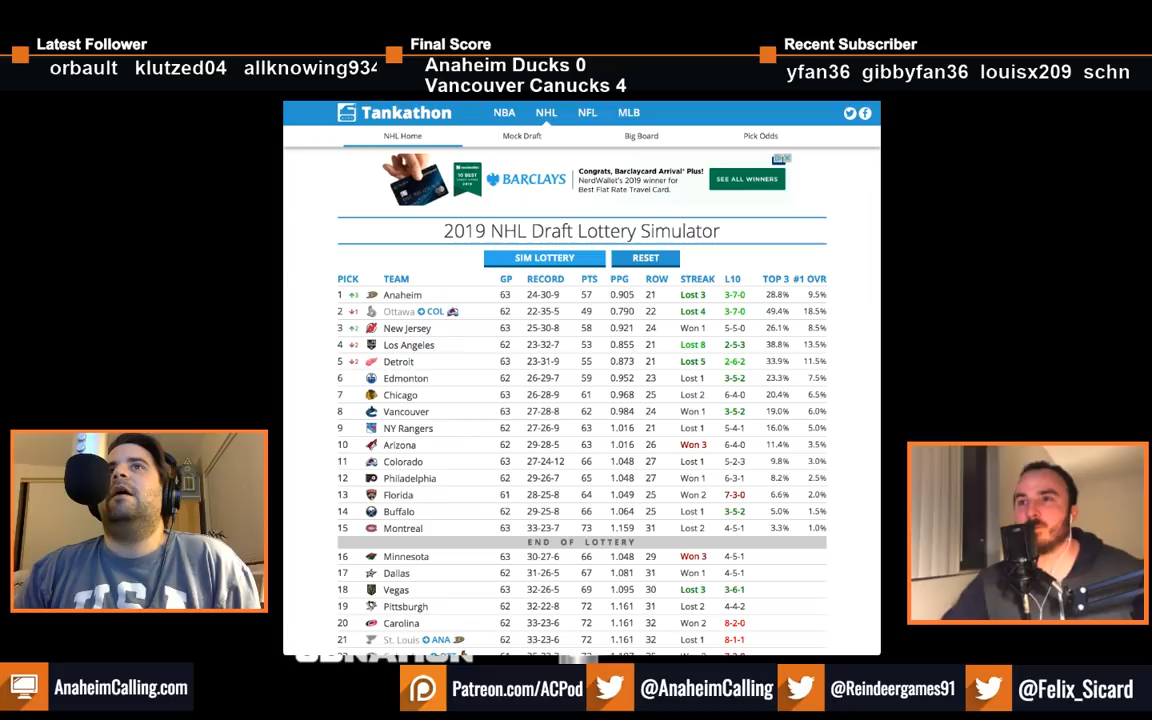 Latest Follower
orbault klutzed04 allknowing934
Final Score
Anaheim Ducks 0
Vancouver Canucks 4
Recent Subscriber
yfan36 gibbyfan36 louisx209 schn
Tankathon NBA NHL NFL MLB
NHL Home Mock Draft Big Board Pick Odds
BARCLAYS
Congrats, Barclaycard Arrival® Plus!
NerdWallet's 2019 winner for
Best Flat Rate Travel Card.
SEE ALL WINNERS
2019 NHL Draft Lottery Simulator
SIM LOTTERY RESET
PICK TEAM GP RECORD PTS PPG ROW STREAK L10 TOP 3 #1 OVR
1 ↑3 Anaheim 63 24-30-9 57 0.905 21 Lost 3 3-7-0 28.8% 9.5%
2 ↓1 Ottawa COL 62 22-35-5 49 0.790 22 Lost 4 3-7-0 49.4% 18.5%
3 ↑2 New Jersey 63 25-30-8 58 0.921 24 Won 1 5-5-0 26.1% 8.5%
4 ↓2 Los Angeles 62 23-32-7 53 0.855 21 Lost 8 2-5-3 38.8% 13.5%
5 ↓2 Detroit 63 23-31-9 55 0.873 21 Lost 5 2-6-2 33.9% 11.5%
6 Edmonton 62 26-29-7 59 0.952 23 Lost 1 3-5-2 23.3% 7.5%
7 Chicago 63 26-28-9 61 0.968 25 Lost 2 6-4-0 20.4% 6.5%
8 Vancouver 63 27-28-8 62 0.984 24 Won 1 3-5-2 19.0% 6.0%
9 NY Rangers 62 27-26-9 63 1.016 21 Lost 1 5-4-1 16.0% 5.0%
10 Arizona 62 29-28-5 63 1.016 26 Won 3 6-4-0 11.4% 3.5%
11 Colorado 63 27-24-12 66 1.048 27 Lost 1 5-2-3 9.8% 3.0%
12 Philadelphia 62 29-26-7 65 1.048 27 Won 1 6-3-1 8.2% 2.5%
13 Florida 61 28-25-8 64 1.049 25 Won 2 7-3-0 6.6% 2.0%
14 Buffalo 62 29-25-8 66 1.064 25 Lost 1 3-5-2 5.0% 1.5%
15 Montreal 63 33-23-7 73 1.159 31 Lost 2 4-5-1 3.3% 1.0%
END OF LOTTERY
16 Minnesota 63 30-27-6 66 1.048 29 Won 3 4-5-1
17 Dallas 62 31-26-5 67 1.081 31 Won 1 4-5-1
18 Vegas 63 32-26-5 69 1.095 30 Lost 3 3-6-1
19 Pittsburgh 62 32-22-8 72 1.161 31 Lost 2 4-4-2
20 Carolina 62 33-23-6 72 1.161 32 Won 2 8-2-0
21 St. Louis ANA 62 33-23-6 72 1.161 32 Lost 1 8-1-1
AnaheimCalling.com
Patreon.com/ACPod
@AnaheimCalling
@Reindeergames91
@Felix_Sicard